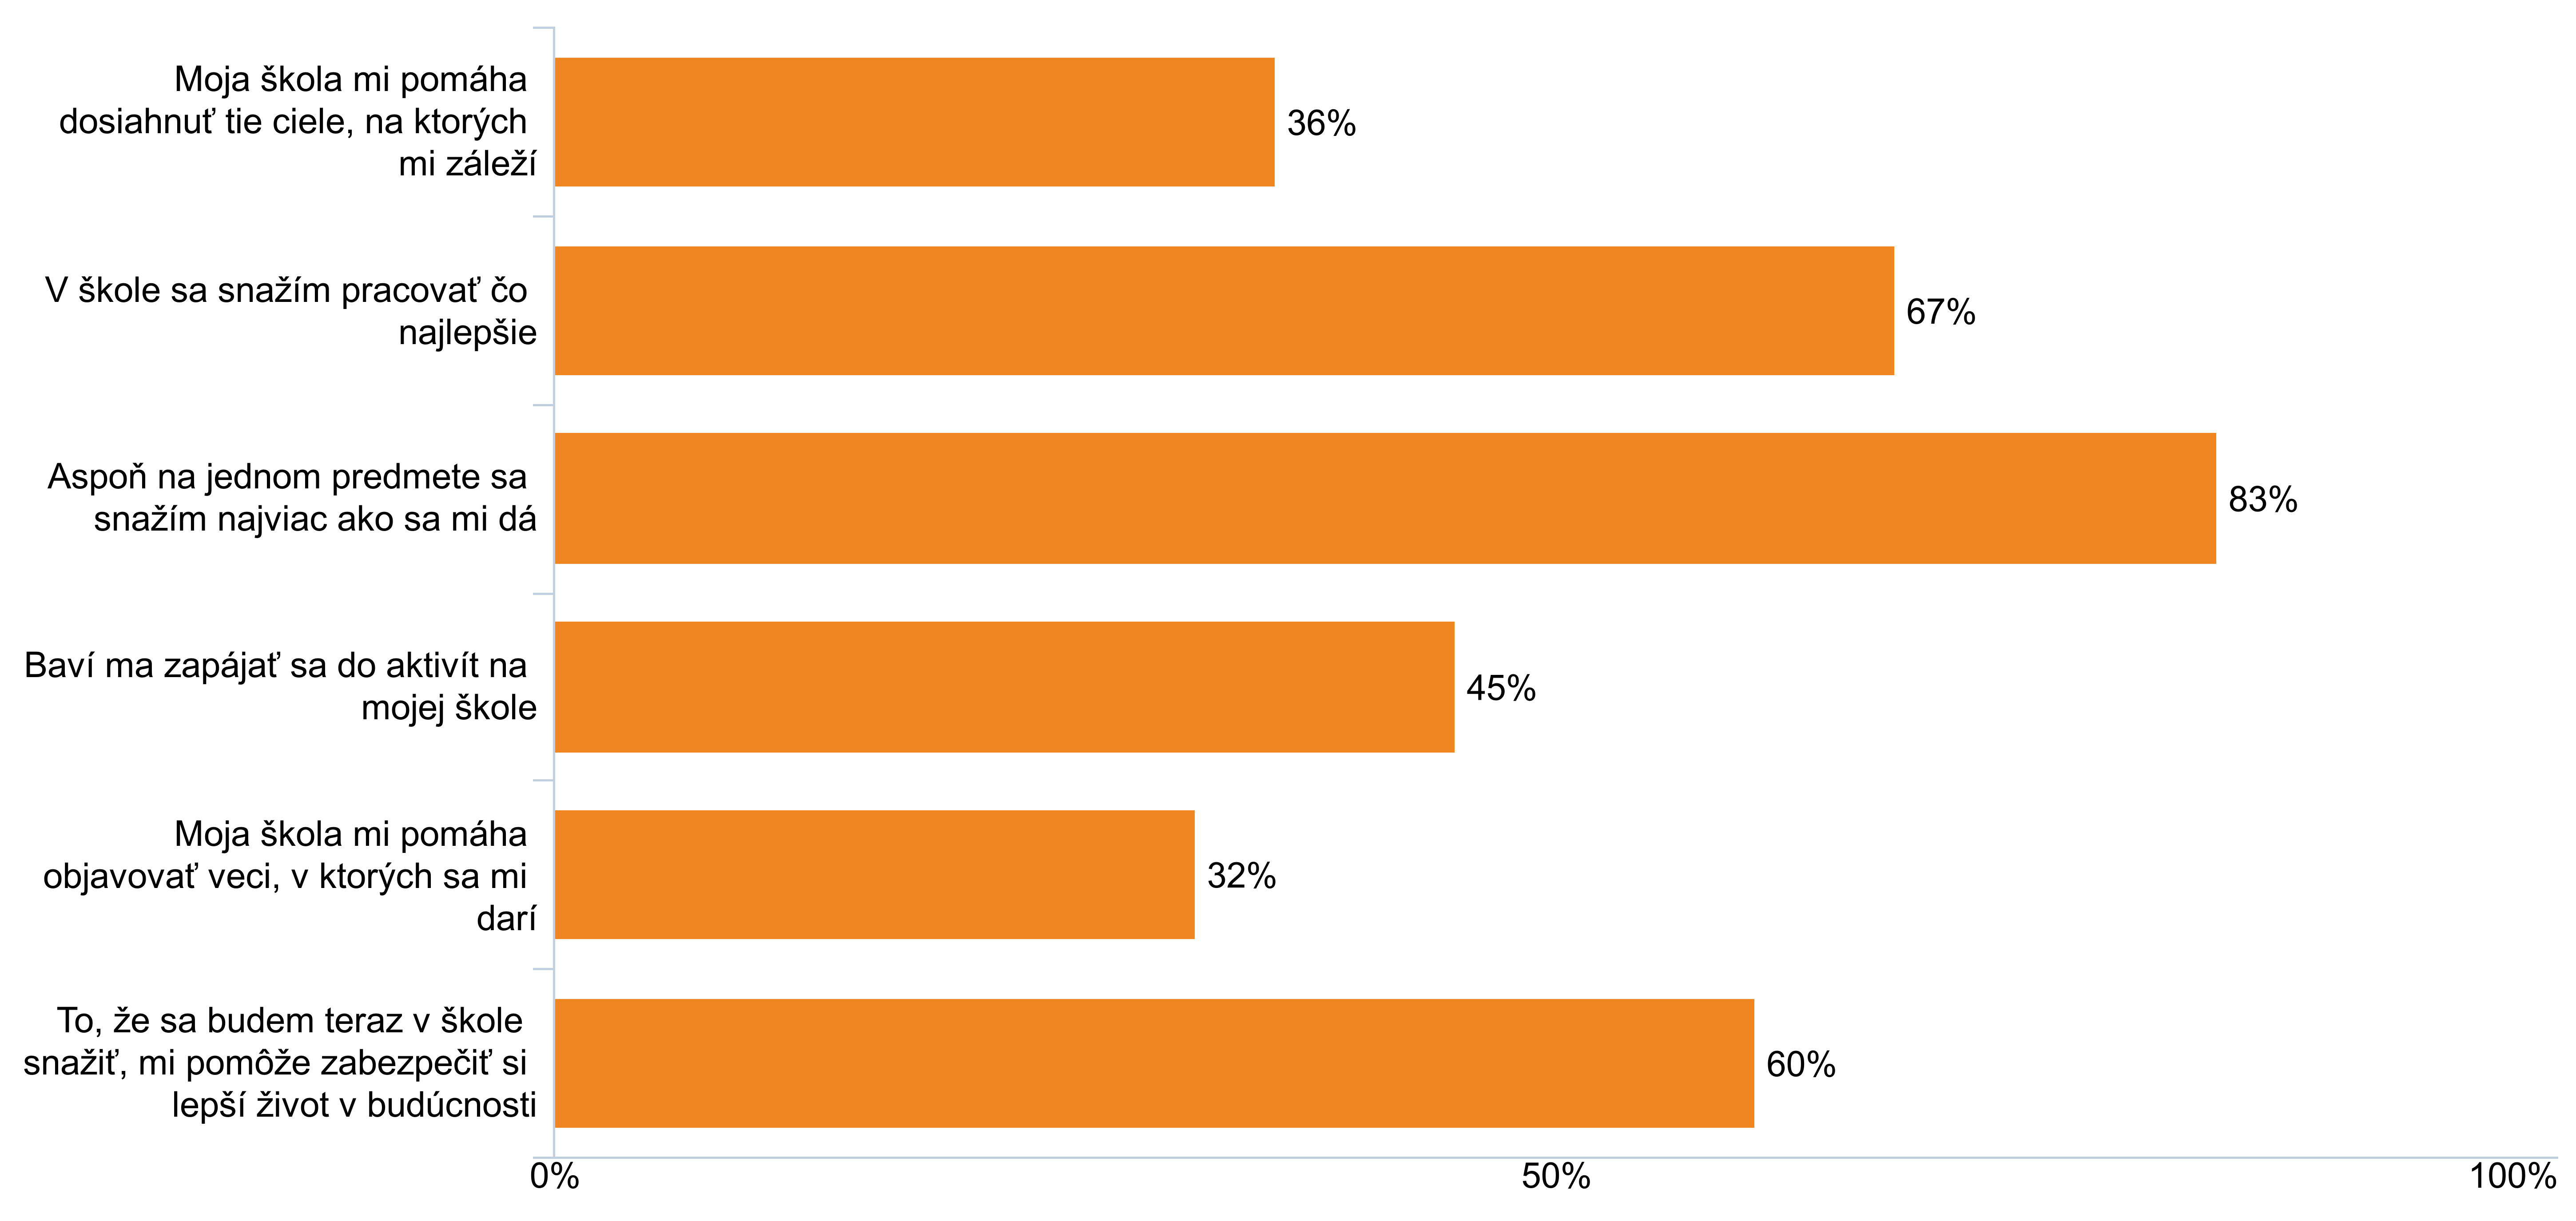 Moja škola mi pomáha
dosiahnuť tie ciele, na ktorých
mi záleží
36%
V škole sa snažím pracovať čo
najlepšie
67%
Aspoň na jednom predmete sa
snažím najviac ako sa mi dá
83%
Baví ma zapájať sa do aktivít na
mojej škole
45%
Moja škola mi pomáha
objavovať veci, v ktorých sa mi
darí
32%
To, že sa budem teraz v škole
snažiť, mi pomôže zabezpečiť si
lepší život v budúcnosti
60%
0%
50%
100%